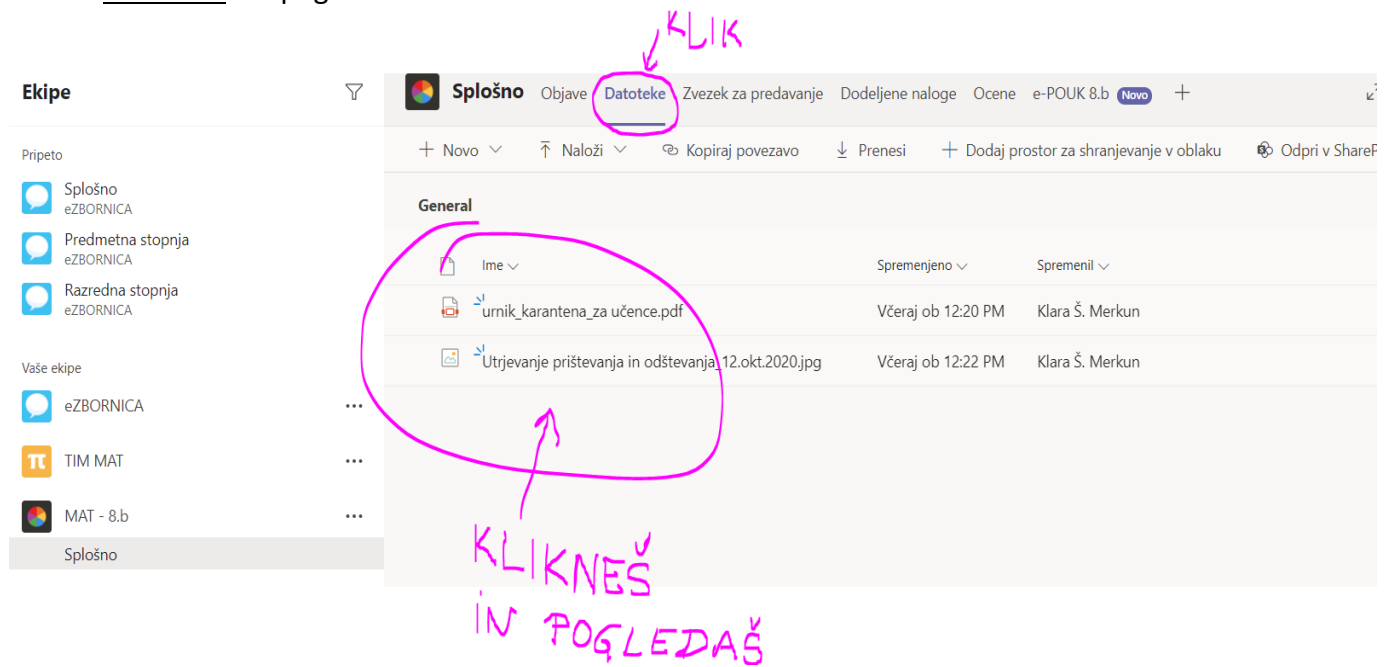 KLIK
Ekipe
Splošno Objave Datoteke Zvezek za predavanje Dodeljene naloge Ocene e-POUK 8.b Novo +
Pripeto
+ Novo Naloži Kopiraj povezavo Prenesi + Dodaj prostor za shranjevanje v oblaku Odpri v ShareP
Splošno
eZBORNICA
General
Predmetna stopnja
eZBORNICA
Ime Spremenjeno Spremenil
Razredna stopnja
eZBORNICA
urnik_karantena_za učence.pdf Včeraj ob 12:20 PM Klara Š. Merkun
Vaše ekipe
Utrjevanje prištevanja in odštevanja_12.okt.2020.jpg Včeraj ob 12:22 PM Klara Š. Merkun
eZBORNICA ...
π TIM MAT ...
MAT - 8.b ...
Splošno
KLIKNEŠ
IN POGLEDAŠ